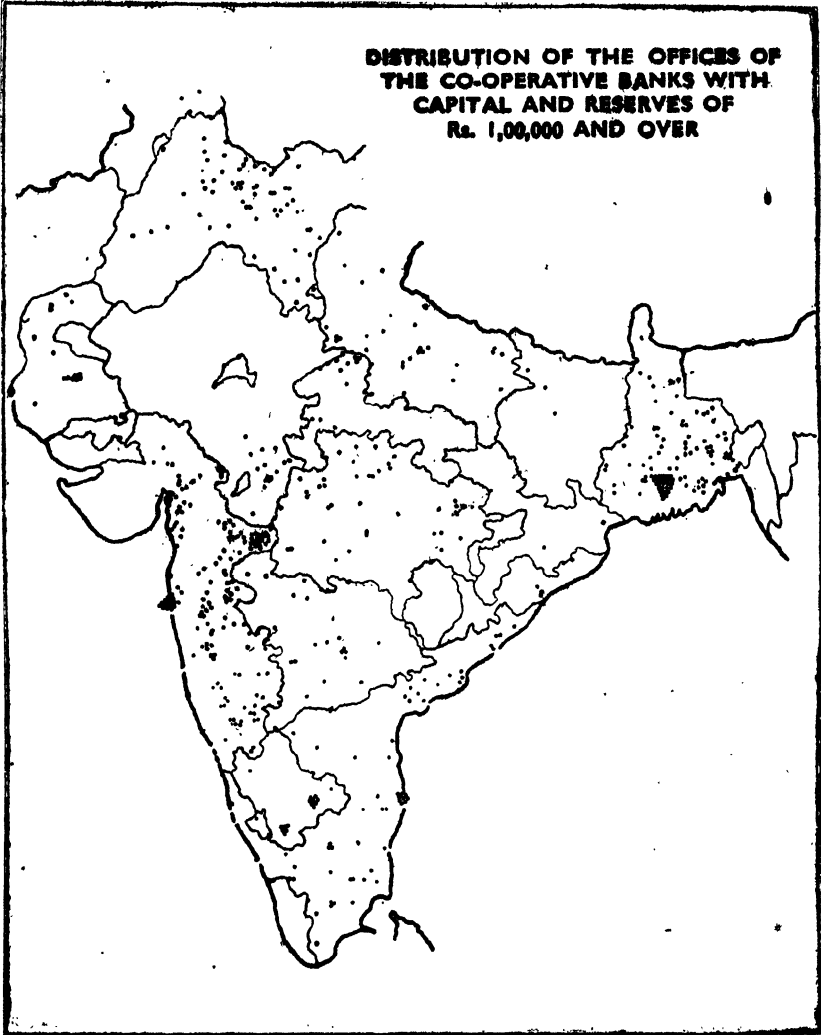 DISTRIBUTION OF THE OFFICES OF
THE CO-OPERATIVE BANKS WITH
CAPITAL AND RESERVES OF
Rs. 1,00,000 AND OVER